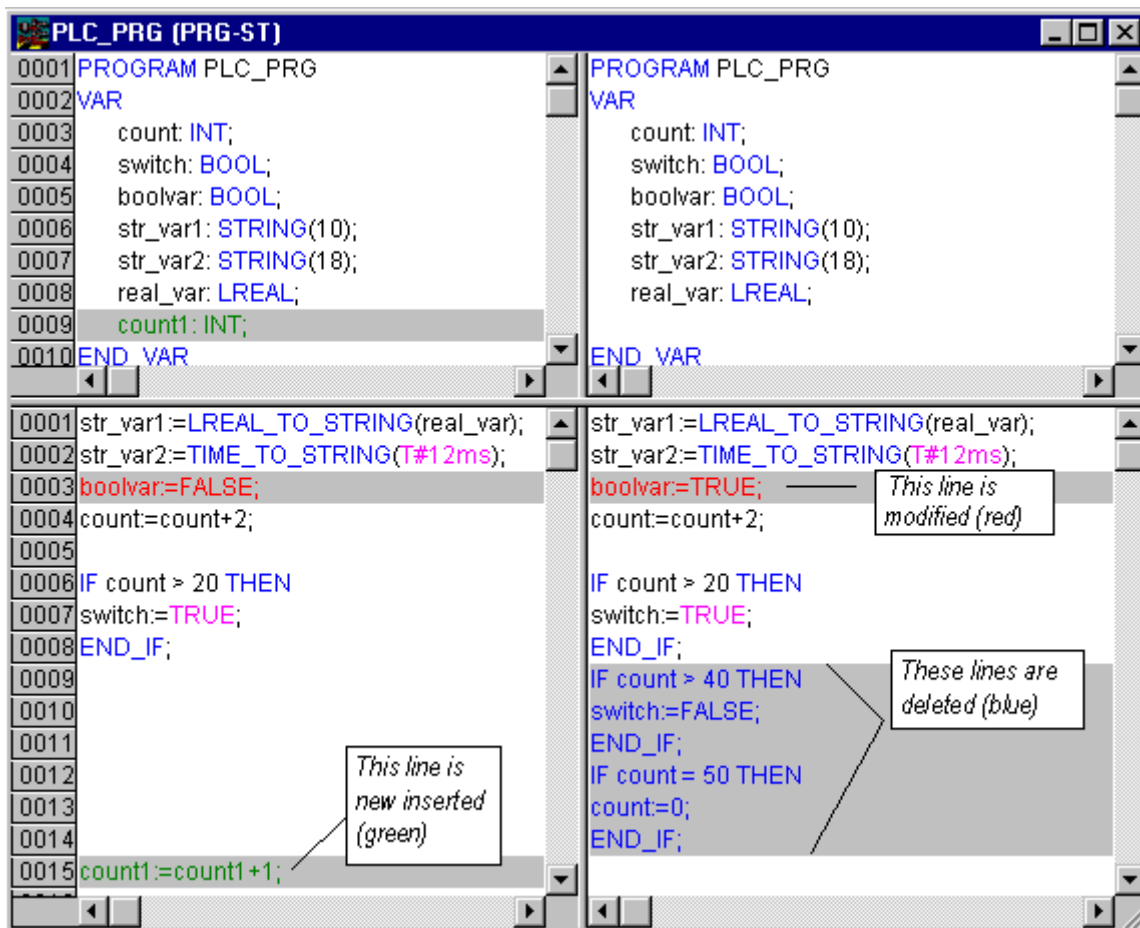 PLC_PRG (PRG-ST)
0001 PROGRAM PLC_PRG
0002 VAR
0003 count: INT;
0004 switch: BOOL;
0005 boolvar: BOOL;
0006 str_var1: STRING(10);
0007 str_var2: STRING(18);
0008 real_var: LREAL;
0009 count1: INT;
0010 END_VAR
PROGRAM PLC_PRG
VAR
count: INT;
switch: BOOL;
boolvar: BOOL;
str_var1: STRING(10);
str_var2: STRING(18);
real_var: LREAL;
END_VAR
0001 str_var1:=LREAL_TO_STRING(real_var);
0002 str_var2:=TIME_TO_STRING(T#12ms);
0003 boolvar:=FALSE;
0004 count:=count+2;
0005
0006 IF count > 20 THEN
0007 switch:=TRUE;
0008 END_IF;
0009
0010
0011
0012
0013
0014
0015 count1:=count1+1;
This line is
new inserted
(green)
str_var1:=LREAL_TO_STRING(real_var);
str_var2:=TIME_TO_STRING(T#12ms);
boolvar:=TRUE;
count:=count+2;
IF count > 20 THEN
switch:=TRUE;
END_IF;
IF count > 40 THEN
switch:=FALSE;
END_IF;
IF count = 50 THEN
count:=0;
END_IF;
This line is
modified (red)
These lines are
deleted (blue)